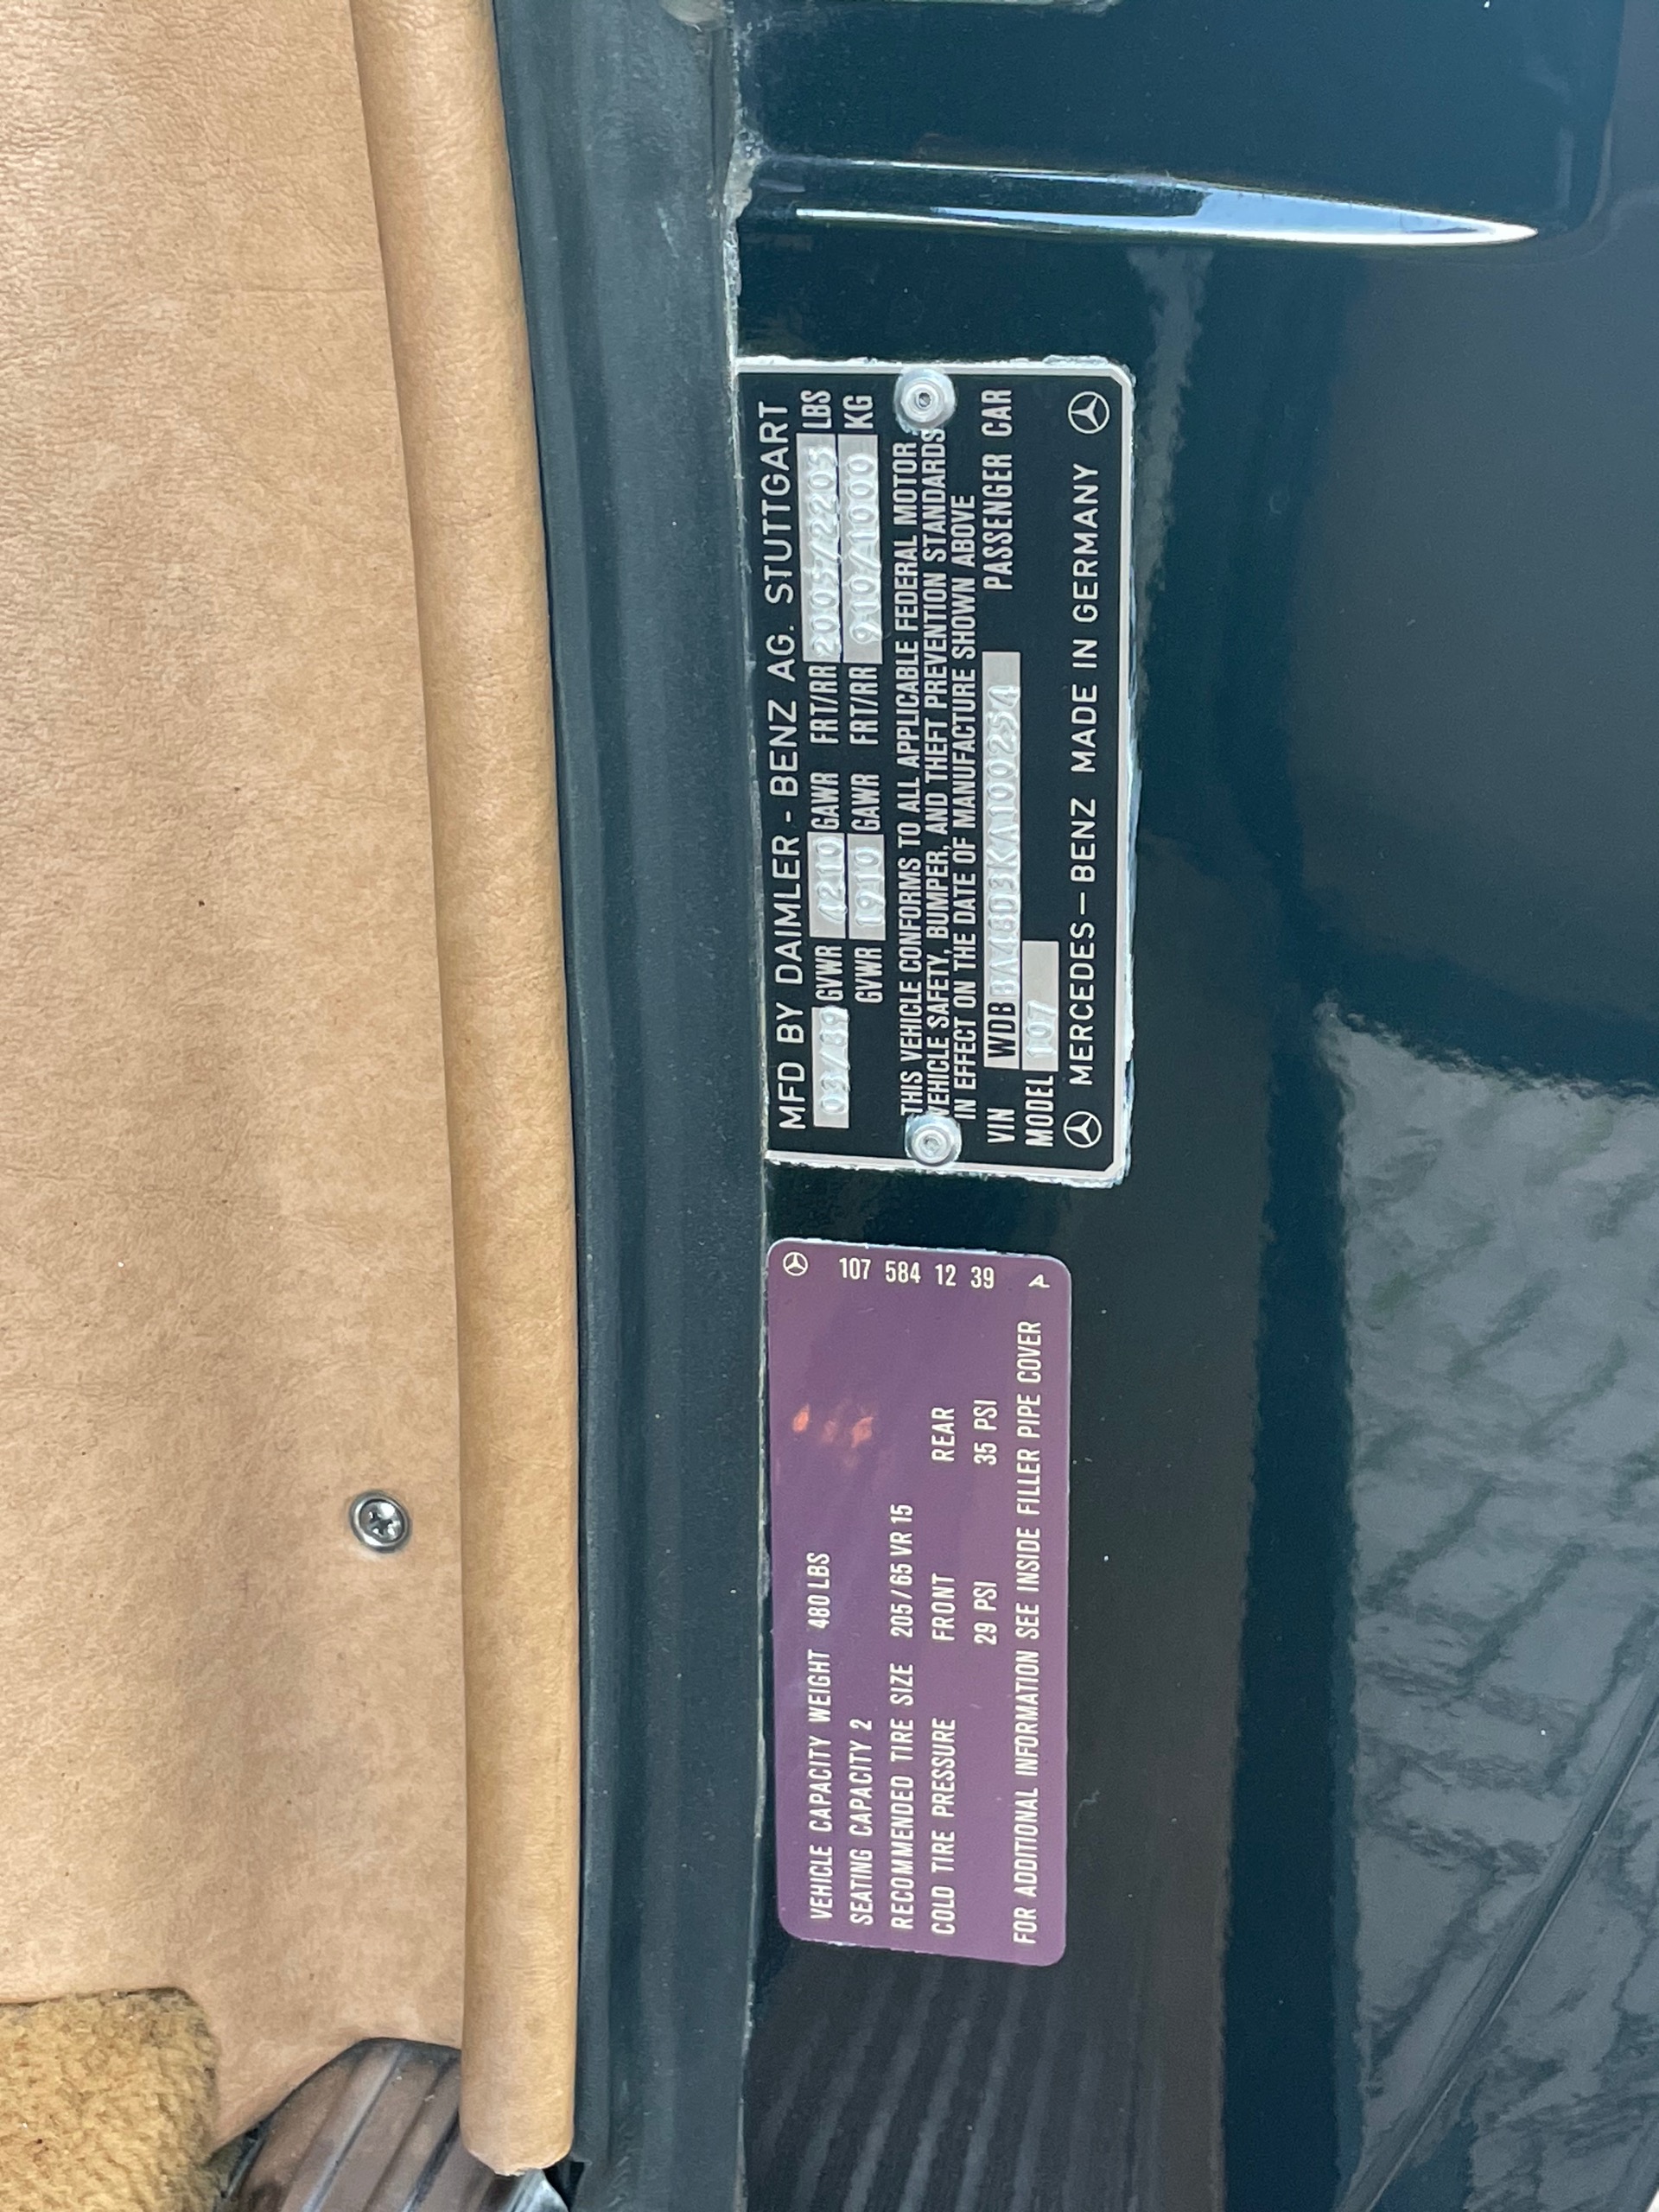 MFD BY DAIMLER - BENZ AG. STUTTGART
03/89 GVWR 4210 GAWR FRT/RR 2005/2205 LBS
GVWR 1910 GAWR FRT/RR 910/1000 KG
THIS VEHICLE CONFORMS TO ALL APPLICABLE FEDERAL MOTOR
VEHICLE SAFETY, BUMPER, AND THEFT PREVENTION STANDARDS
IN EFFECT ON THE DATE OF MANUFACTURE SHOWN ABOVE
VIN WDB BA48D3KA100254 PASSENGER CAR
MODEL 107
MERCEDES-BENZ MADE IN GERMANY
107 584 12 39 A
VEHICLE CAPACITY WEIGHT 480 LBS
SEATING CAPACITY 2
RECOMMENDED TIRE SIZE 205/65 VR 15
COLD TIRE PRESSURE FRONT REAR
29 PSI 35 PSI
FOR ADDITIONAL INFORMATION SEE INSIDE FILLER PIPE COVER